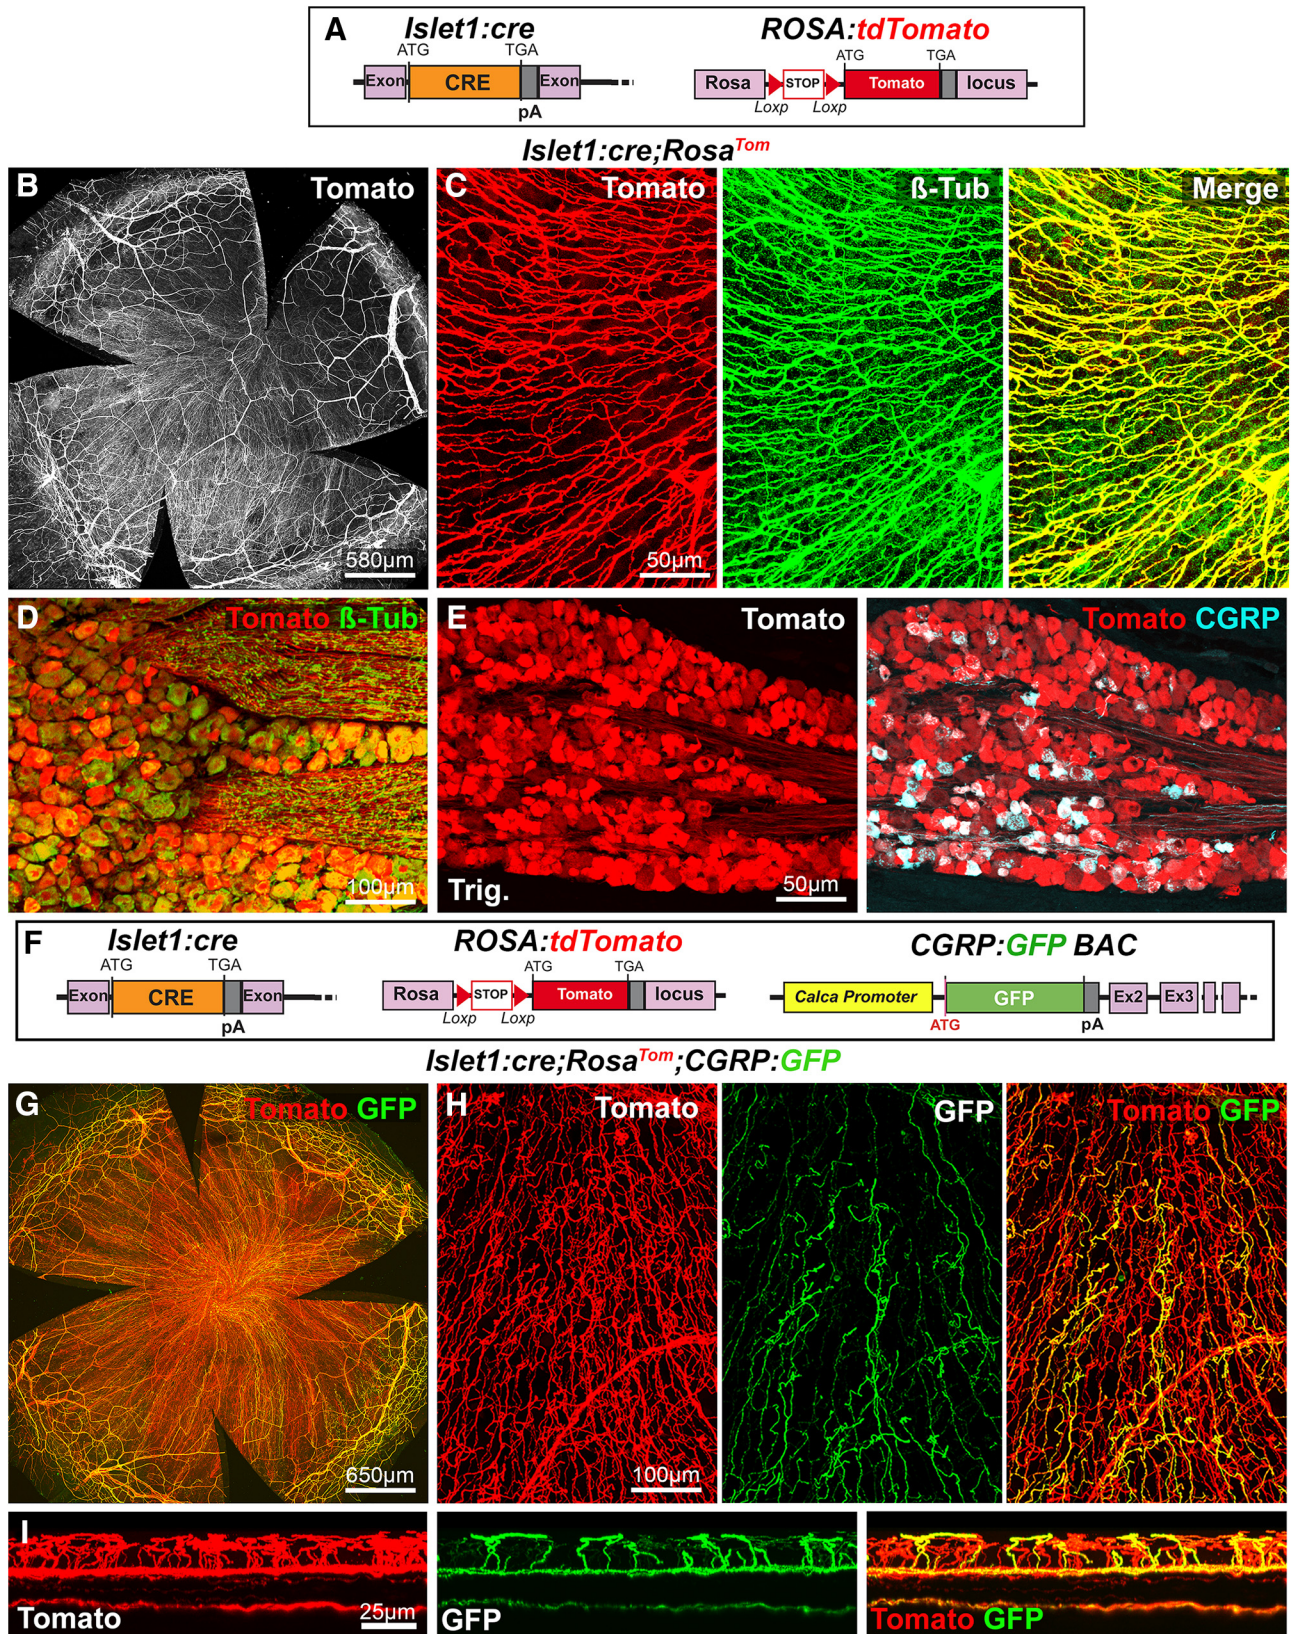 A
Islet1:cre
ROSA:tdTomato
ATG TGA
ATG TGA
Exon CRE Exon
pA
Rosa STOP Tomato locus
Loxp Loxp
Islet1:cre;RosaTom
B Tomato
580µm
C Tomato
50µm
ß-Tub
Merge
D Tomato ß-Tub
100µm
E Tomato
Trig. 50µm
Tomato CGRP
F
Islet1:cre
ROSA:tdTomato
CGRP:GFP BAC
ATG TGA
Exon CRE Exon
pA
ATG TGA
Rosa STOP Tomato locus
Loxp Loxp
Calca Promoter GFP Ex2 Ex3
ATG pA
Islet1:cre;RosaTom;CGRP:GFP
G Tomato GFP
650µm
H Tomato
100µm
GFP
Tomato GFP
I
Tomato 25µm
GFP
Tomato GFP